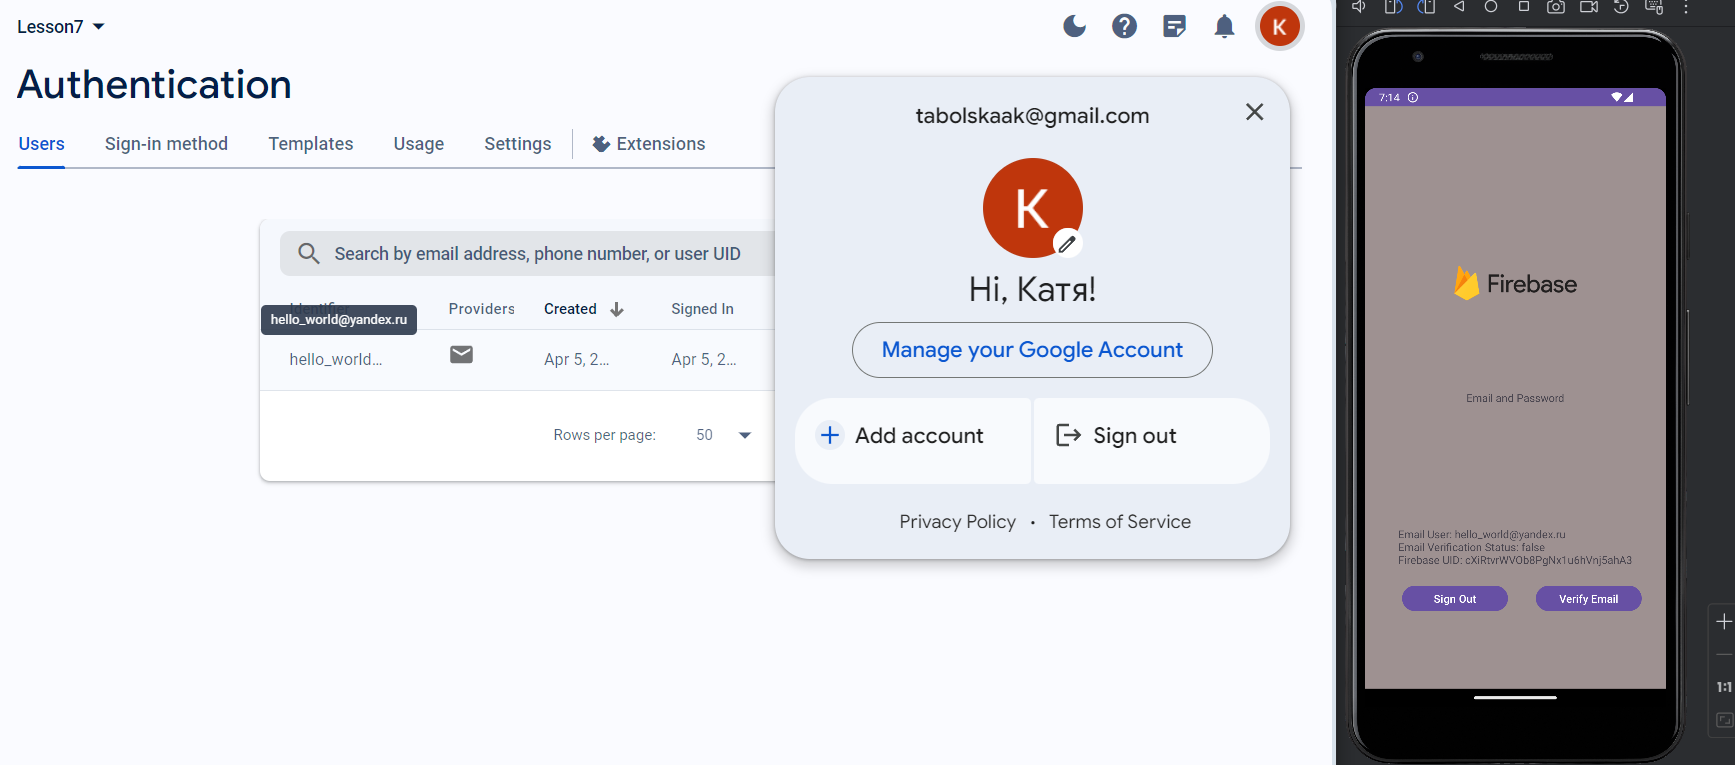 Lesson7
Authentication
Users
Sign-in method
Templates
Usage
Settings
Extensions
Search by email address, phone number, or user UID
Identifier
Providers
Created
Signed In
hello_world@yandex.ru
hello_world...
Apr 5, 2...
Apr 5, 2...
Rows per page:
50
K
tabolskaak@gmail.com
K
Hi, Катя!
Manage your Google Account
Add account
Sign out
Privacy Policy • Terms of Service
7:14
Firebase
Email and Password
Email User: hello_world@yandex.ru
Email Verification Status: false
Firebase UID: cXiRtvrWVOb8PgNx1u6hVnj5ahA3
Sign Out
Verify Email
1:1